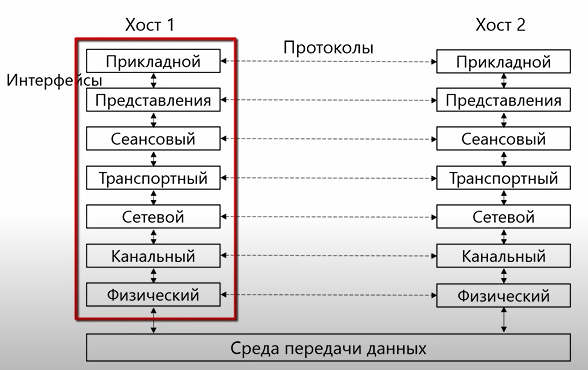 Хост 1
Хост 2
Протоколы
Интерфейсы
Прикладной
Прикладной
Представления
Представления
Сеансовый
Сеансовый
Транспортный
Транспортный
Сетевой
Сетевой
Канальный
Канальный
Физический
Физический
Среда передачи данных